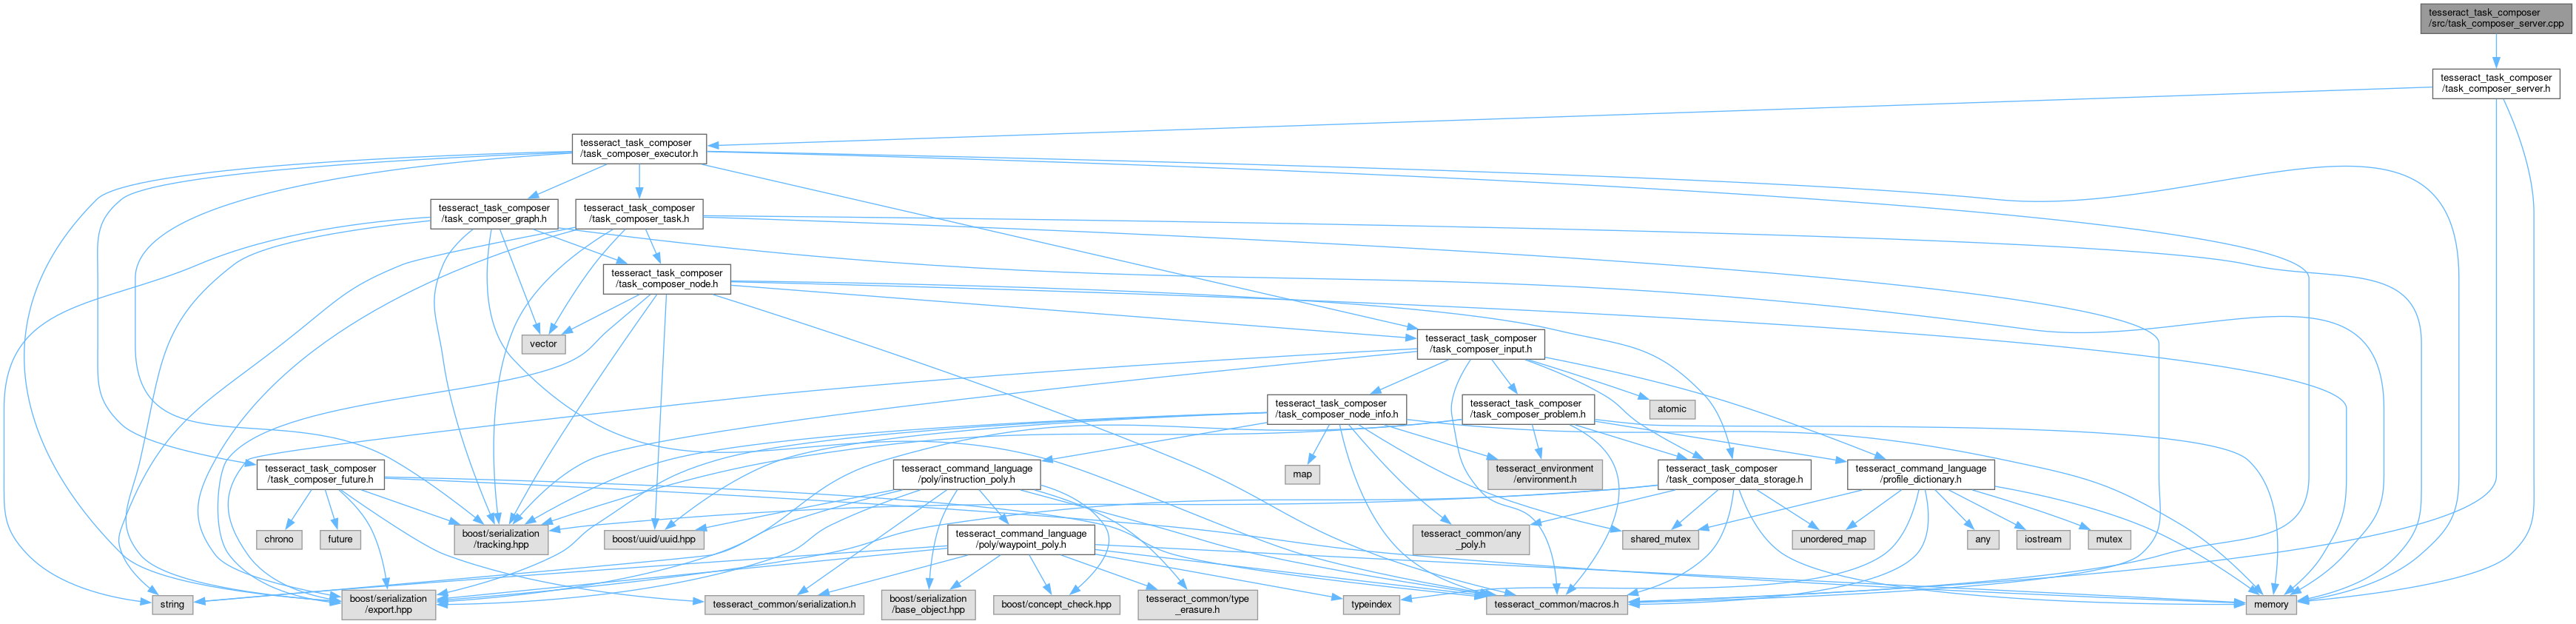 tesseract_task_composer
/src/task_composer_server.cpp
tesseract_task_composer
/task_composer_server.h
tesseract_task_composer
/task_composer_executor.h
tesseract_task_composer
/task_composer_graph.h
tesseract_task_composer
/task_composer_task.h
tesseract_task_composer
/task_composer_node.h
vector
tesseract_task_composer
/task_composer_input.h
tesseract_task_composer
/task_composer_node_info.h
tesseract_task_composer
/task_composer_problem.h
atomic
tesseract_task_composer
/task_composer_future.h
tesseract_command_language
/poly/instruction_poly.h
map
tesseract_environment
/environment.h
tesseract_task_composer
/task_composer_data_storage.h
tesseract_command_language
/profile_dictionary.h
chrono
future
boost/serialization
/tracking.hpp
boost/uuid/uuid.hpp
tesseract_command_language
/poly/waypoint_poly.h
tesseract_common/any
_poly.h
shared_mutex
unordered_map
any
iostream
mutex
string
boost/serialization
/export.hpp
tesseract_common/serialization.h
boost/serialization
/base_object.hpp
boost/concept_check.hpp
tesseract_common/type
_erasure.h
typeindex
tesseract_common/macros.h
memory